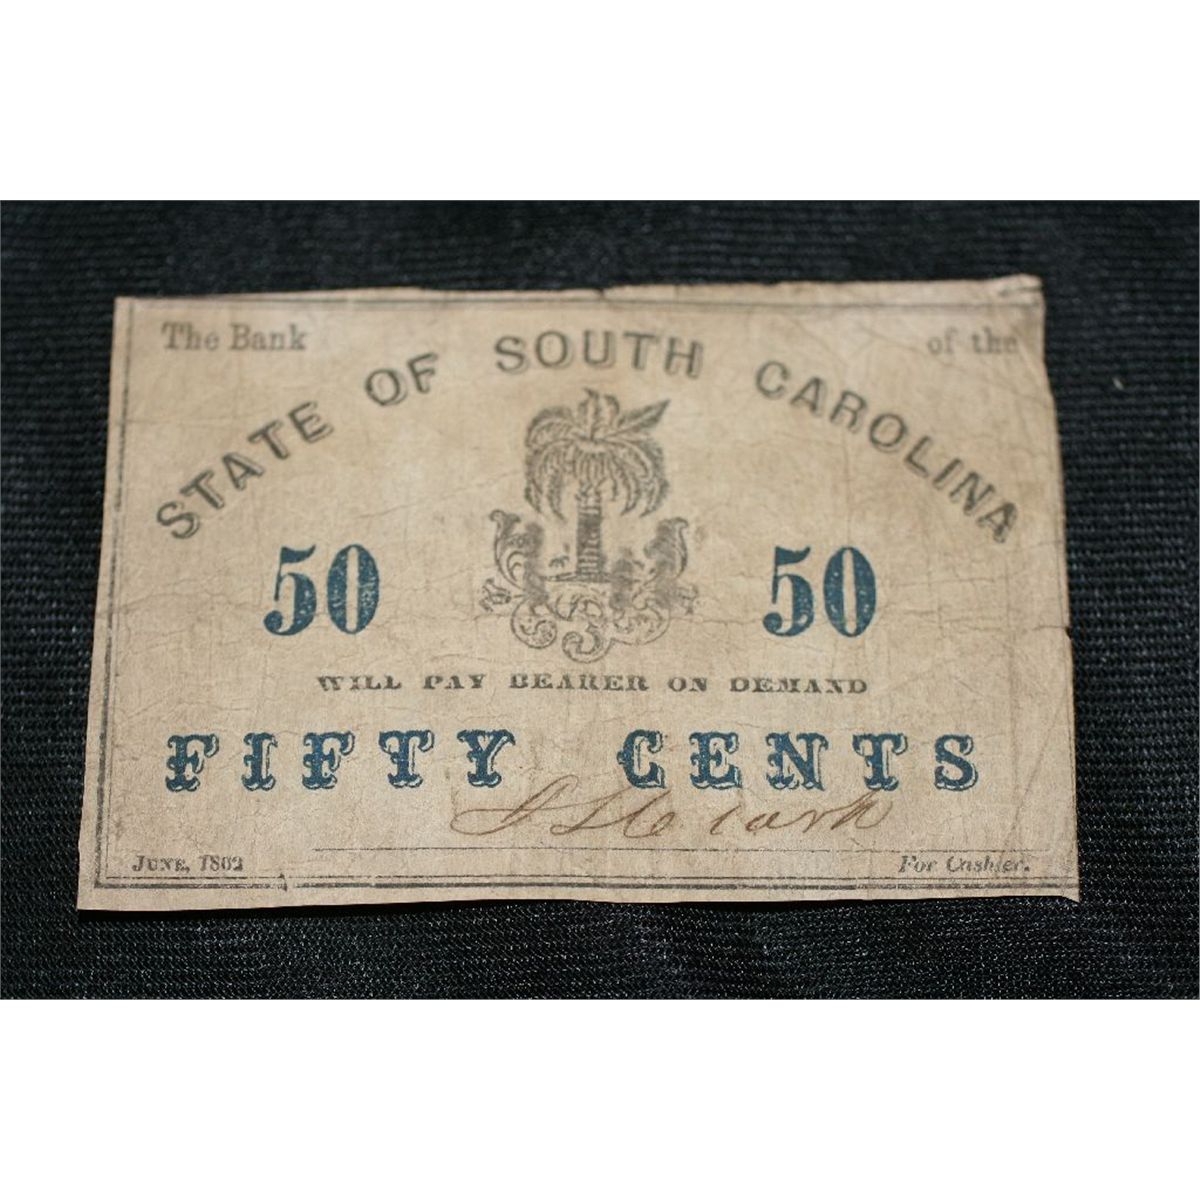 The Bank of the
STATE OF SOUTH CAROLINA
50 50
WILL PAY BEARER ON DEMAND
FIFTY CENTS
JUNE, 1862 For Cashier.